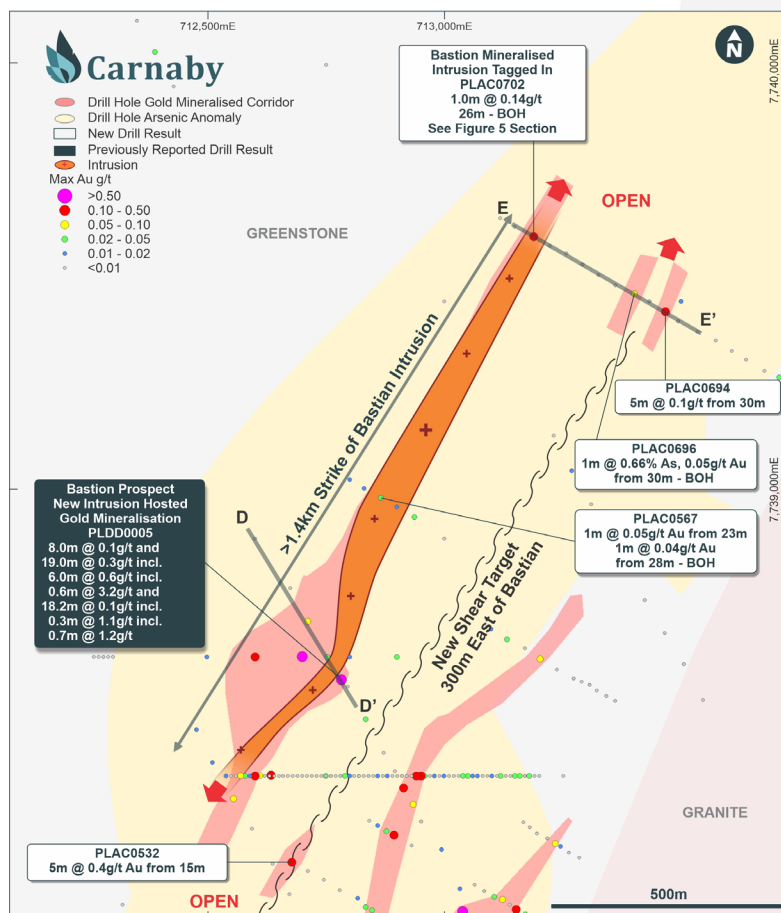 712,500mE
713,000mE
7,740,000mE
7,739,000mE
N
Carnaby
Drill Hole Gold Mineralised Corridor
Drill Hole Arsenic Anomaly
New Drill Result
Previously Reported Drill Result
Intrusion
Max Au g/t
>0.50
0.10 - 0.50
0.05 - 0.10
0.02 - 0.05
0.01 - 0.02
<0.01
Bastion Mineralised
Intrusion Tagged In
PLAC0702
1.0m @ 0.14g/t
26m - BOH
See Figure 5 Section
GREENSTONE
OPEN
E
E'
>1.4km Strike of Bastian Intrusion
PLAC0694
5m @ 0.1g/t from 30m
PLAC0696
1m @ 0.66% As, 0.05g/t Au
from 30m - BOH
PLAC0567
1m @ 0.05g/t Au from 23m
1m @ 0.04g/t Au
from 28m - BOH
Bastion Prospect
New Intrusion Hosted
Gold Mineralisation
PLDD0005
8.0m @ 0.1g/t and
19.0m @ 0.3g/t incl.
6.0m @ 0.6g/t incl.
0.6m @ 3.2g/t and
18.2m @ 0.1g/t incl.
0.3m @ 1.1g/t incl.
0.7m @ 1.2g/t
D
D'
New Shear Target
300m East of Bastian
GRANITE
PLAC0532
5m @ 0.4g/t Au from 15m
OPEN
500m